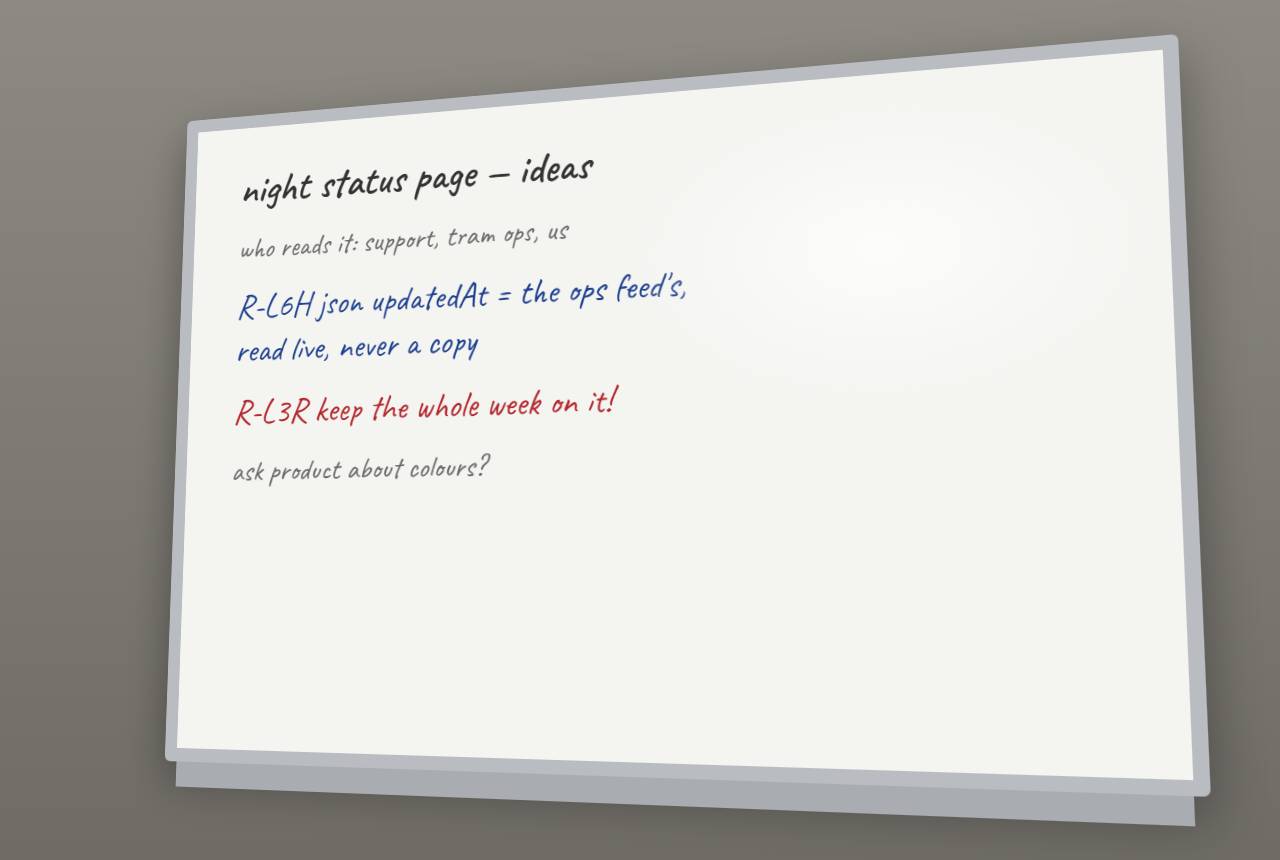 night status page — ideas
who reads it: support, tram ops, us
R-L6H json updatedAt = the ops feed's,
read live, never a copy
R-L3R keep the whole week on it!
ask product about colours?